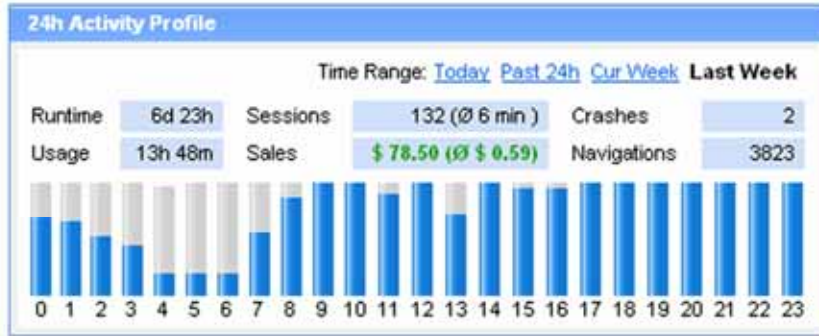 24h Activity Profile
Time Range: Today Past 24h Cur Week Last Week
Runtime 6d 23h Sessions 132 (Ø 6 min ) Crashes 2
Usage 13h 48m Sales $ 78.50 (Ø $ 0.59) Navigations 3823
0 1 2 3 4 5 6 7 8 9 10 11 12 13 14 15 16 17 18 19 20 21 22 23